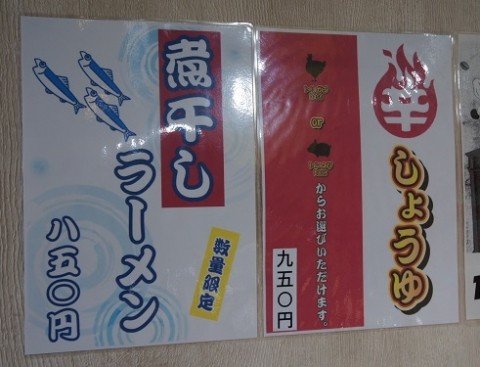 煮干し
ラーメン
数量限定
八五〇円
辛
しょうゆ
or
からお選びいただけます。
九五〇円